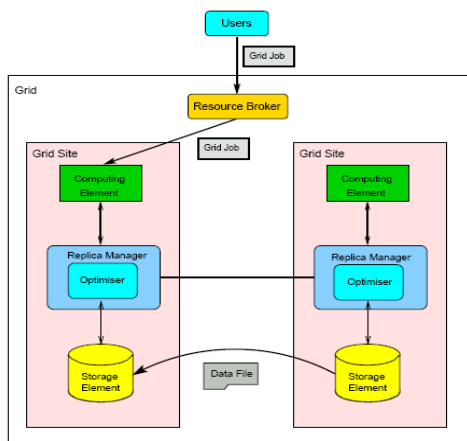 Users
Grid Job
Grid
Resource Broker
Grid Job
Grid Site
Computing
Element
Replica Manager
Optimiser
Storage
Element
Grid Site
Computing
Element
Replica Manager
Optimiser
Storage
Element
Data File